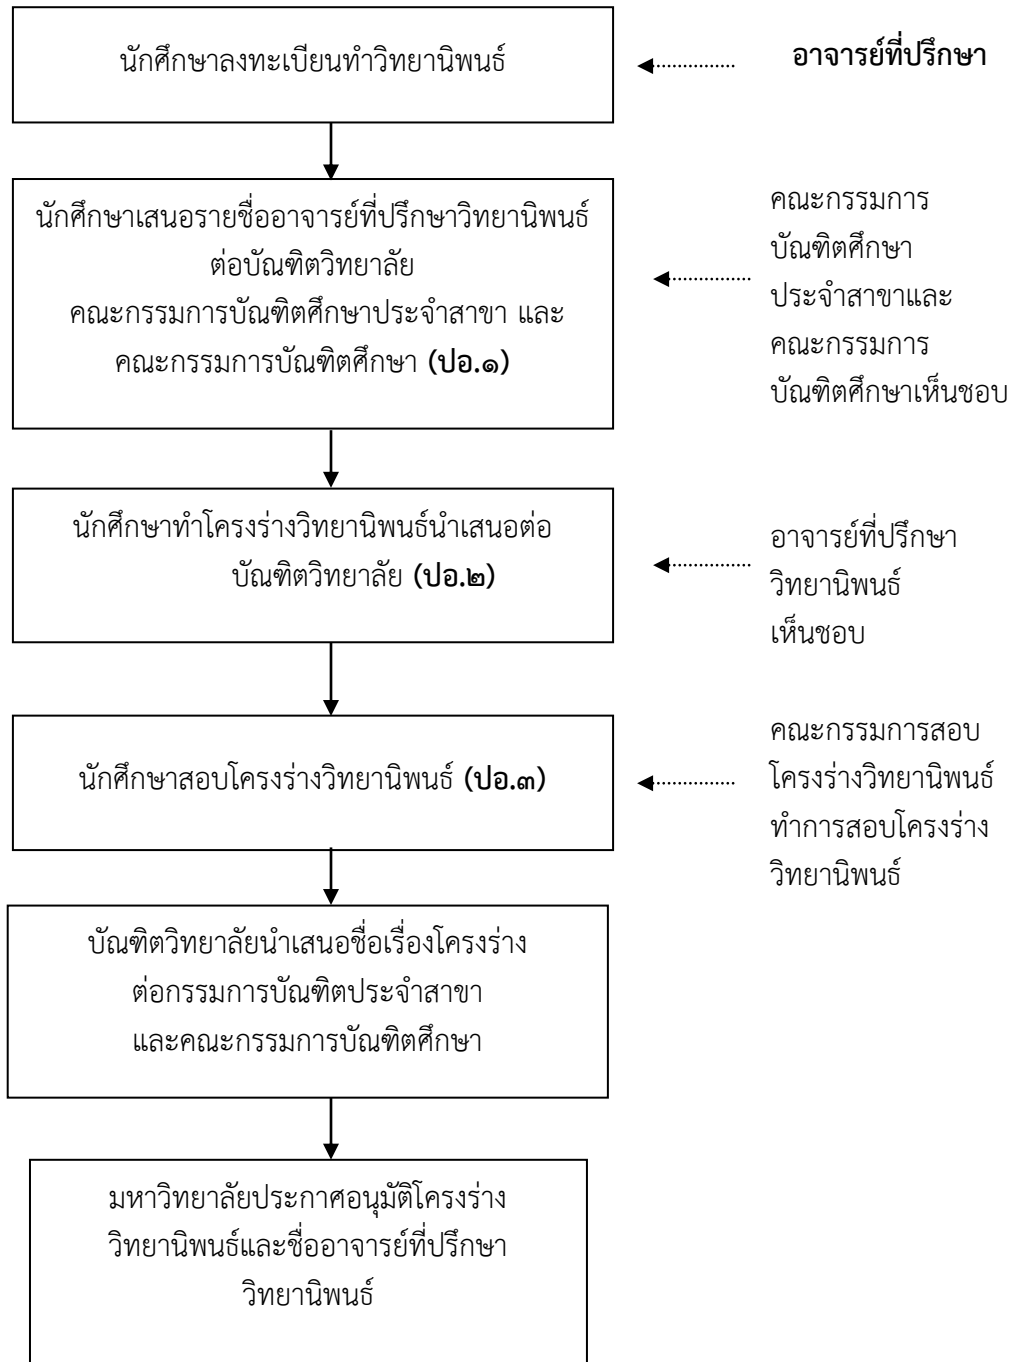 นักศึกษาลงทะเบียนทำวิทยานิพนธ์
อาจารย์ที่ปรึกษา
นักศึกษาเสนอรายชื่ออาจารย์ที่ปรึกษาวิทยานิพนธ์
ต่อบัณฑิตวิทยาลัย
คณะกรรมการบัณฑิตศึกษาประจำสาขา และ
คณะกรรมการบัณฑิตศึกษา (ปอ.๑)
คณะกรรมการ
บัณฑิตศึกษา
ประจำสาขาและ
คณะกรรมการ
บัณฑิตศึกษาเห็นชอบ
นักศึกษาทำโครงร่างวิทยานิพนธ์นำเสนอต่อ
บัณฑิตวิทยาลัย (ปอ.๒)
อาจารย์ที่ปรึกษา
วิทยานิพนธ์
เห็นชอบ
นักศึกษาสอบโครงร่างวิทยานิพนธ์ (ปอ.๓)
คณะกรรมการสอบ
โครงร่างวิทยานิพนธ์
ทำการสอบโครงร่าง
วิทยานิพนธ์
บัณฑิตวิทยาลัยนำเสนอชื่อเรื่องโครงร่าง
ต่อกรรมการบัณฑิตประจำสาขา
และคณะกรรมการบัณฑิตศึกษา
มหาวิทยาลัยประกาศอนุมัติโครงร่าง
วิทยานิพนธ์และชื่ออาจารย์ที่ปรึกษา
วิทยานิพนธ์